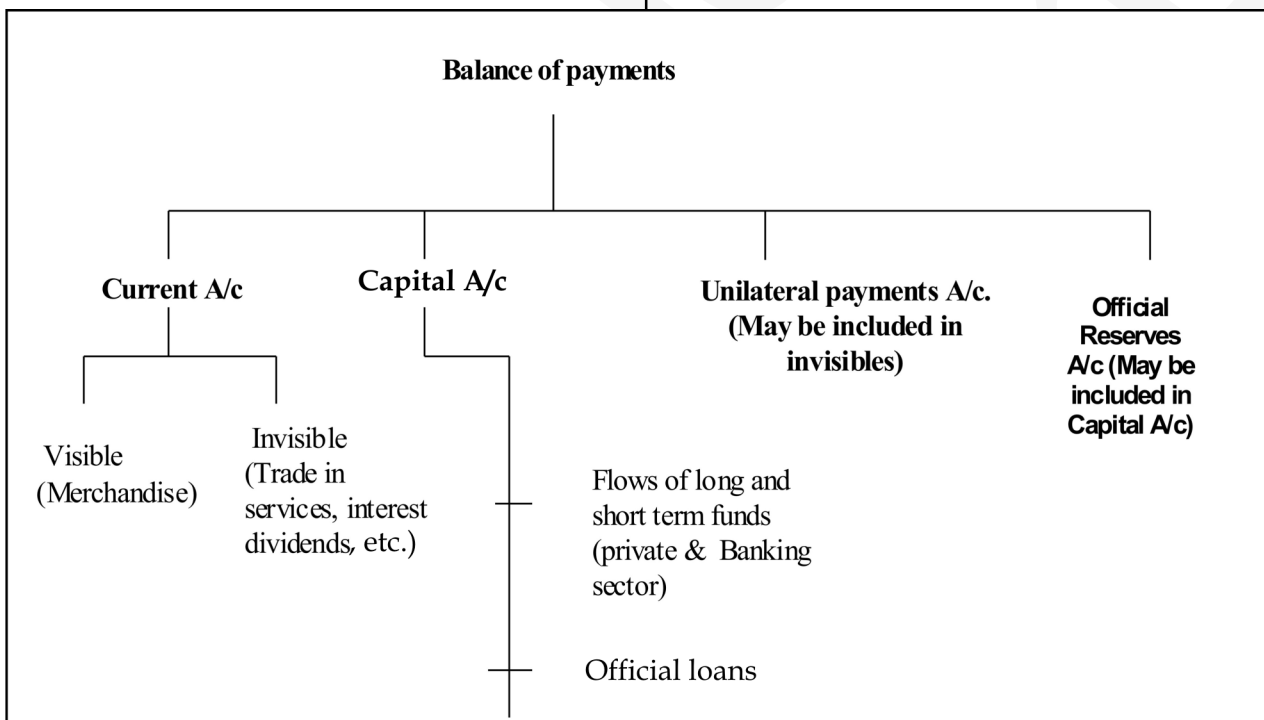 Balance of payments
Current A/c
Capital A/c
Unilateral payments A/c.
(May be included in
invisibles)
Official
Reserves
A/c (May be
included in
Capital A/c)
Visible
(Merchandise)
Invisible
(Trade in
services, interest
dividends, etc.)
Flows of long and
short term funds
(private & Banking
sector)
Official loans